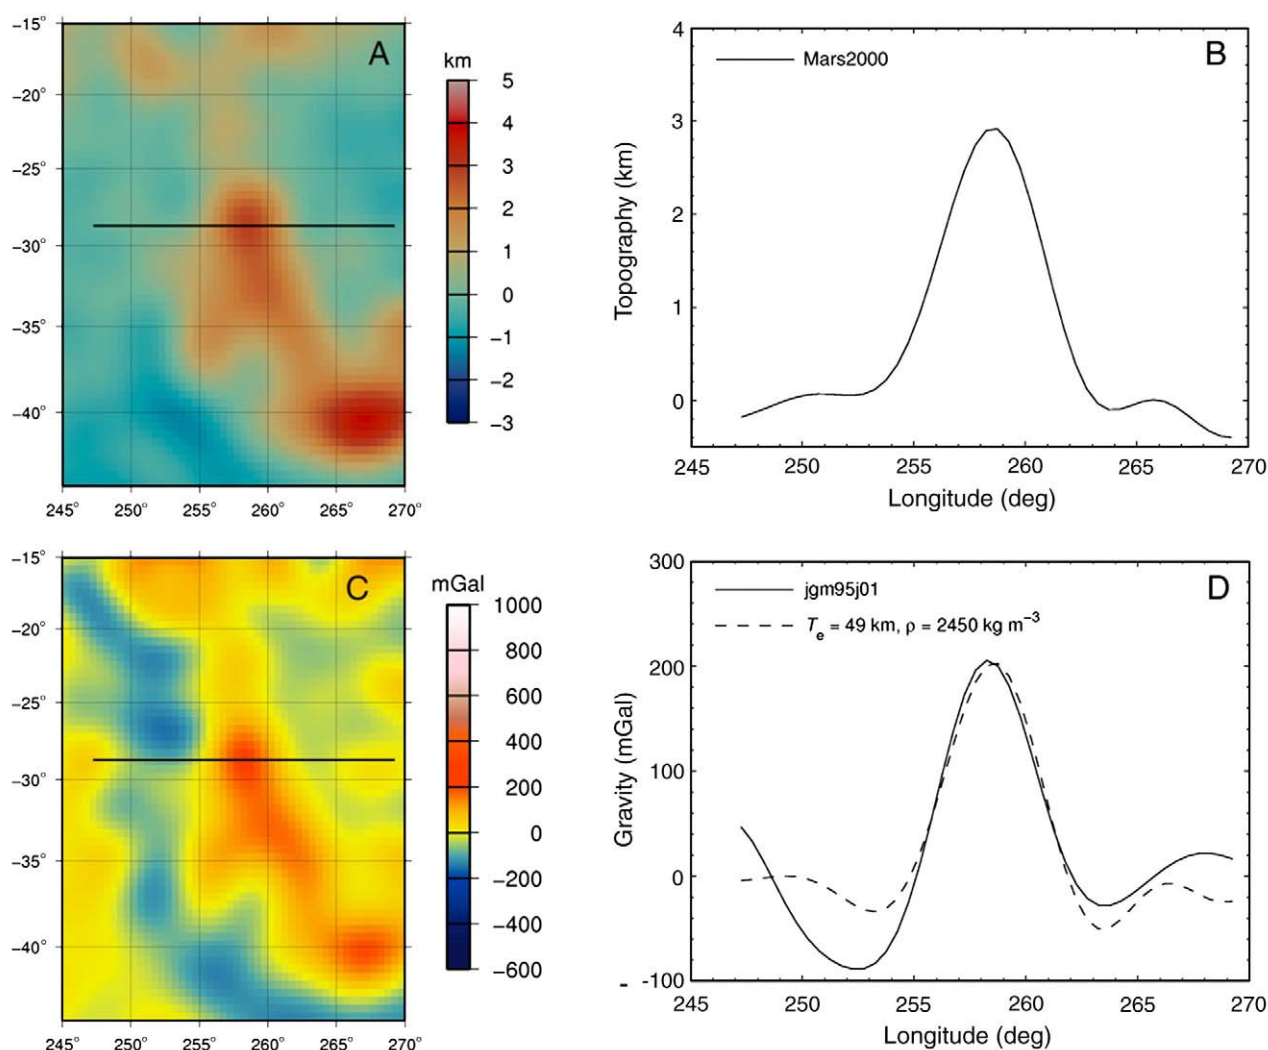 A
−15°
−20°
−25°
−30°
−35°
−40°
245° 250° 255° 260° 265° 270°
km
5
4
3
2
1
0
−1
−2
−3
B
Mars2000
Topography (km)
4
3
2
1
0
245 250 255 260 265 270
Longitude (deg)
C
−15°
−20°
−25°
−30°
−35°
−40°
245° 250° 255° 260° 265° 270°
mGal
1000
800
600
400
200
0
−200
−400
−600
D
jgm95j01
Te = 49 km, ρ = 2450 kg m−3
Gravity (mGal)
300
200
100
0
- -100
245 250 255 260 265 270
Longitude (deg)